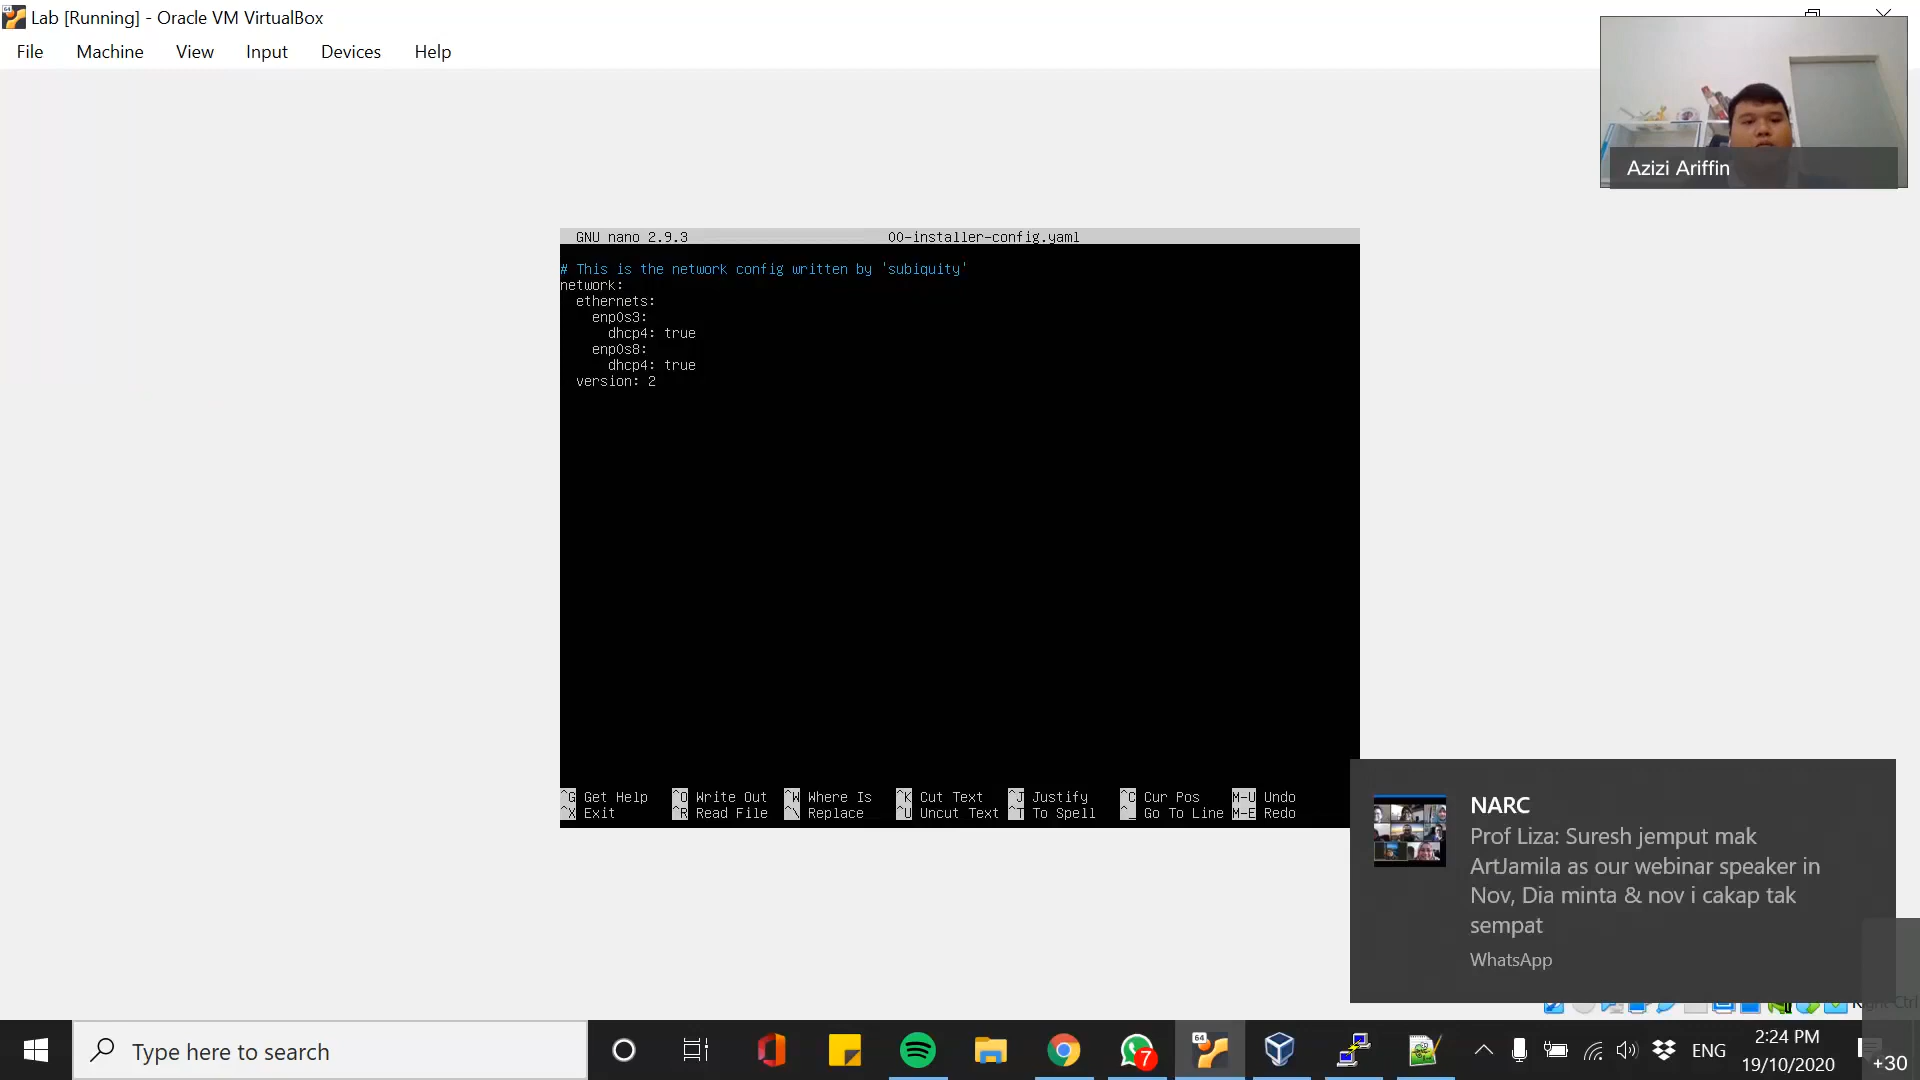 Lab [Running] - Oracle VM VirtualBox
File Machine View Input Devices Help
Azizi Ariffin
GNU nano 2.9.3 00-installer-config.yaml
# This is the network config written by 'subiquity'
network:
ethernets:
enp0s3:
dhcp4: true
enp0s8:
dhcp4: true
version: 2
^G Get Help ^O Write Out ^W Where Is ^K Cut Text ^J Justify ^C Cur Pos M-U Undo
^X Exit ^R Read File ^\ Replace ^U Uncut Text ^T To Spell ^_ Go To Line M-E Redo
NARC
Prof Liza: Suresh jemput mak
ArtJamila as our webinar speaker in
Nov, Dia minta & nov i cakap tak
sempat
WhatsApp
Right Ctrl
Type here to search
7
64
ENG
2:24 PM
19/10/2020
+30